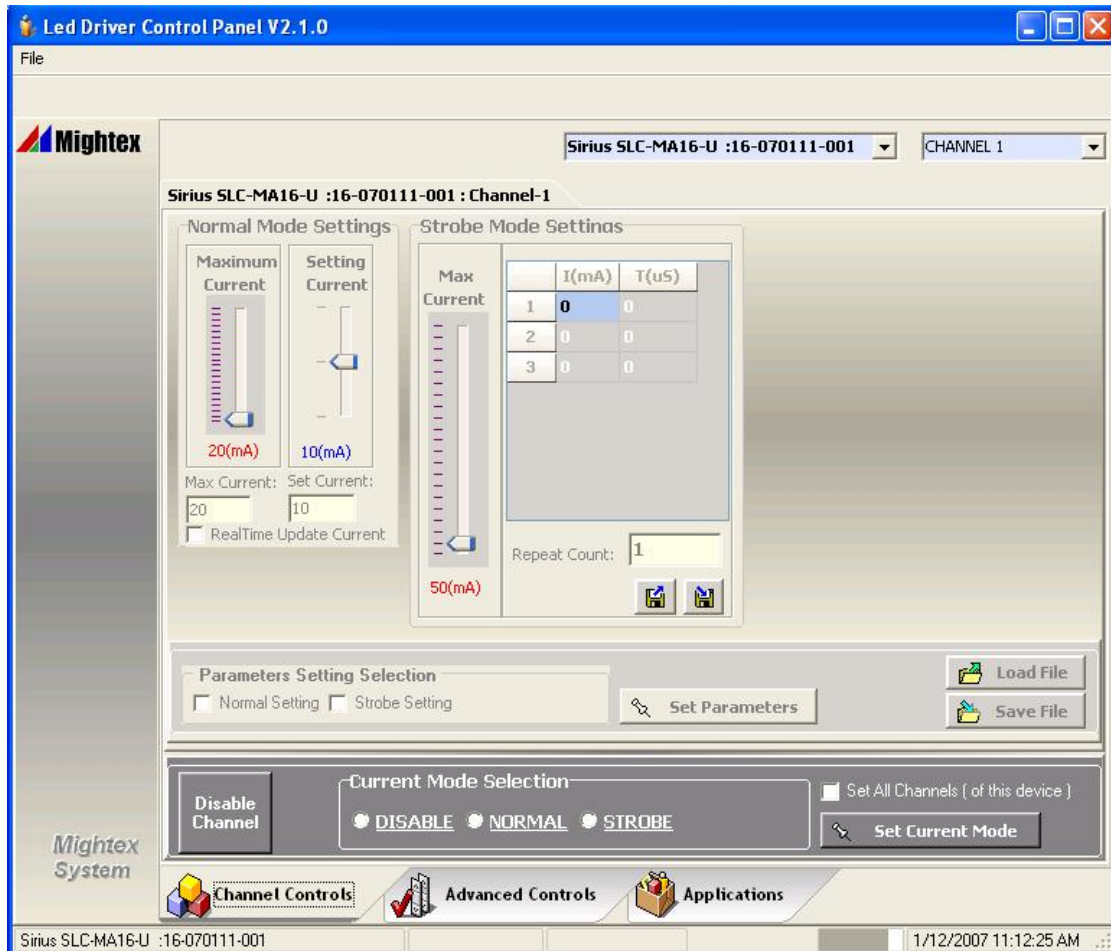 Led Driver Control Panel V2.1.0
File
Mightex
Sirius SLC-MA16-U :16-070111-001
CHANNEL 1
Sirius SLC-MA16-U :16-070111-001 : Channel-1
Normal Mode Settings
Maximum Current
Setting Current
20(mA)
10(mA)
Max Current:
Set Current:
20
10
RealTime Update Current
Strobe Mode Settings
Max Current
50(mA)
I(mA) T(uS)
1 0 0
2 0 0
3 0 0
Repeat Count: 1
Parameters Setting Selection
Normal Setting
Strobe Setting
Set Parameters
Load File
Save File
Disable Channel
Current Mode Selection
DISABLE
NORMAL
STROBE
Set All Channels ( of this device )
Set Current Mode
Mightex System
Channel Controls
Advanced Controls
Applications
Sirius SLC-MA16-U :16-070111-001
1/12/2007 11:12:25 AM